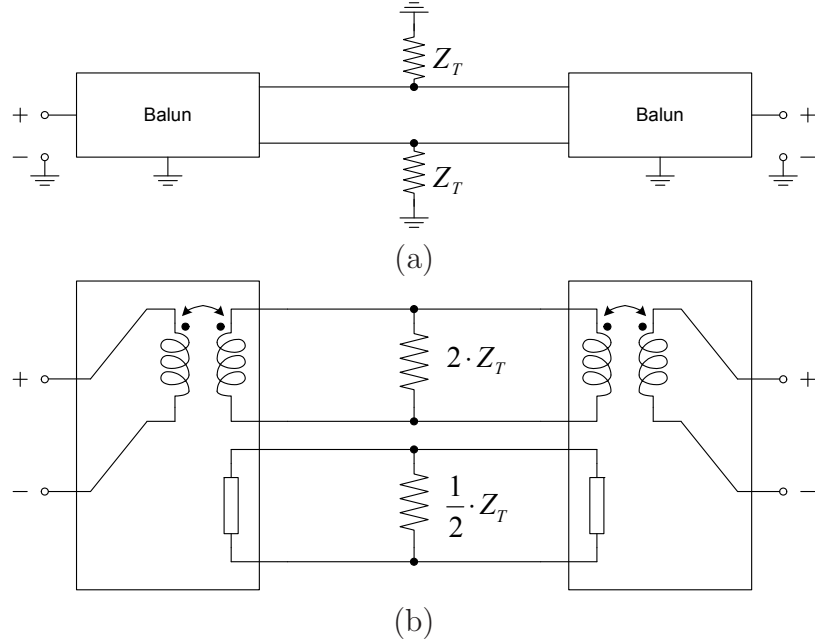 Z_T
+ Balun Balun +
− −
Z_T
(a)
2 · Z_T
+ +
− 1/2 · Z_T −
(b)